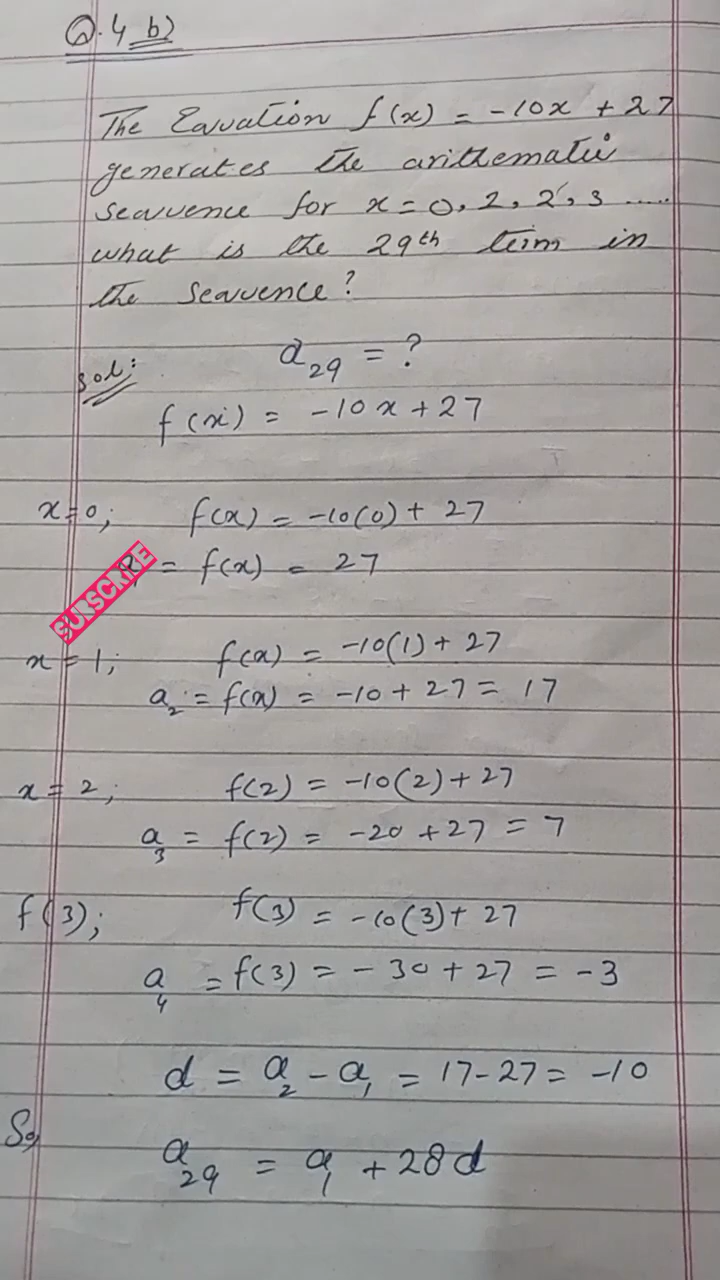 Q.4 b)
The Equation f(x) = -10x + 27
generates the arithematic
sequence for x=0, 2, 2, 3 .....
what is the 29th term in
the sequence?
sol:
a29 = ?
f(x) = -10x+27
x=0; f(x) = -10(0)+ 27
= f(x) = 27
SUBSCRIBE
x=1; f(x) = -10(1)+ 27
a2 = f(x) = -10+ 27= 17
x=2; f(2) = -10(2)+27
a3 = f(2) = -20 +27 = 7
f(3); f(3) = -10(3)+ 27
a4 = f(3) = - 30+27 = -3
d = a2 - a1 = 17-27= -10
So,
a29 = a1 + 28d